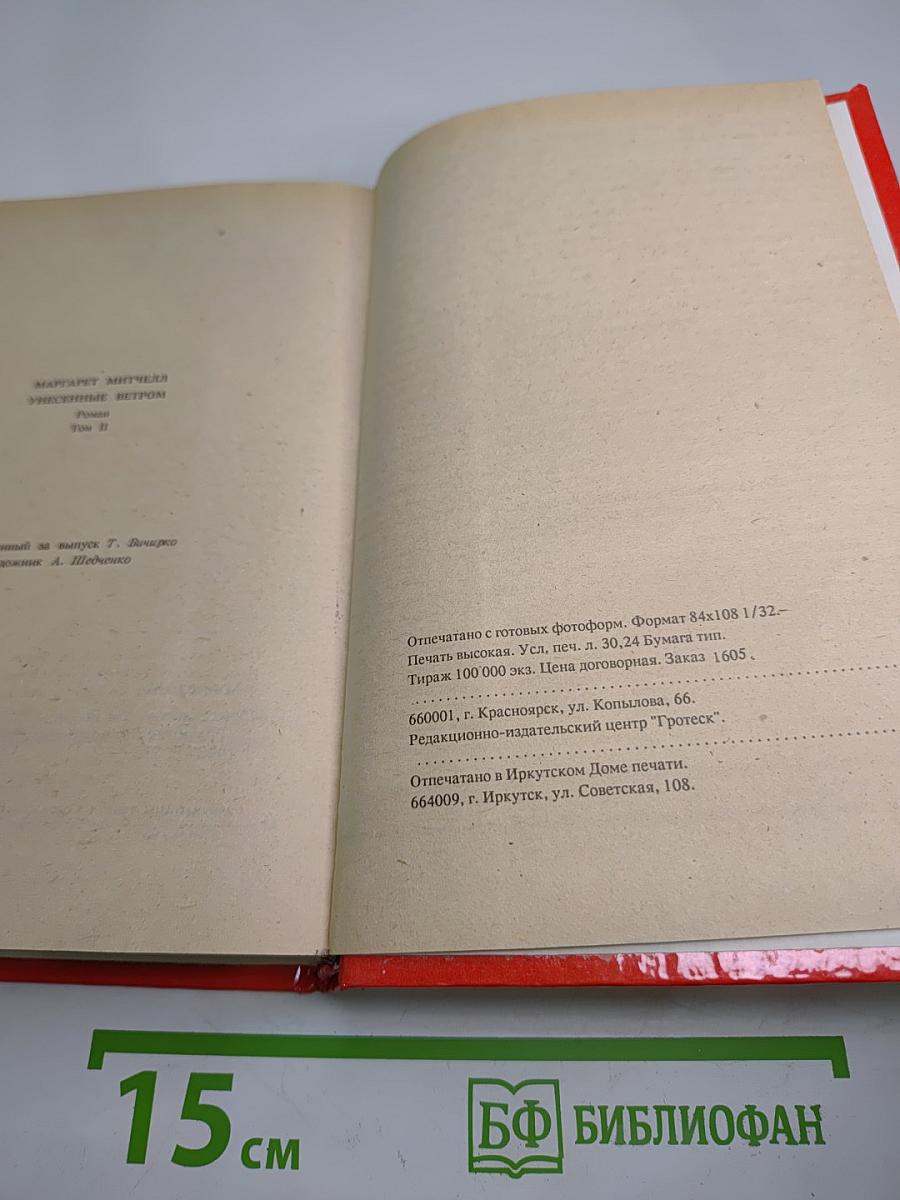 МАРГАРЕТ МИТЧЕЛЛ
УНЕСЕННЫЕ ВЕТРОМ
Роман
Том II
за выпуск Т. Бичирко
А. Шедченко
Отпечатано с готовых фотоформ. Формат 84х108 1/32.–
Печать высокая. Усл, печ. л. 30,24 Бумага тип.
Тираж 100 000 экз. Цена договорная. Заказ 1605.
660001, г. Красноярск, ул. Копылова, 66.
Редакционно-издательский центр "Гротеск".
Отпечатано в Иркутском Доме печати.
664009, г. Иркутск, ул. Советская, 108.
15 см
БФ БИБЛИОФАН